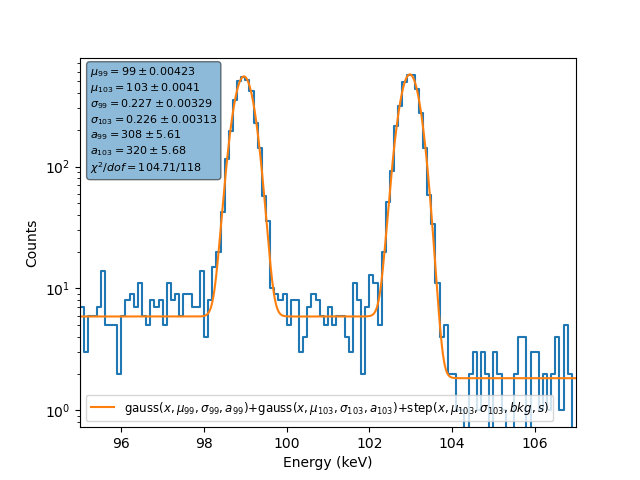 μ₉₉ = 99 ± 0.00423
μ₁₀₃ = 103 ± 0.0041
σ₉₉ = 0.227 ± 0.00329
σ₁₀₃ = 0.226 ± 0.00313
a₉₉ = 308 ± 5.61
a₁₀₃ = 320 ± 5.68
χ²/dof = 104.71/118
10²
10¹
10⁰
Counts
gauss(x, μ₉₉, σ₉₉, a₉₉)+gauss(x, μ₁₀₃, σ₁₀₃, a₁₀₃)+step(x, μ₁₀₃, σ₁₀₃, bkg, s)
96 98 100 102 104 106
Energy (keV)